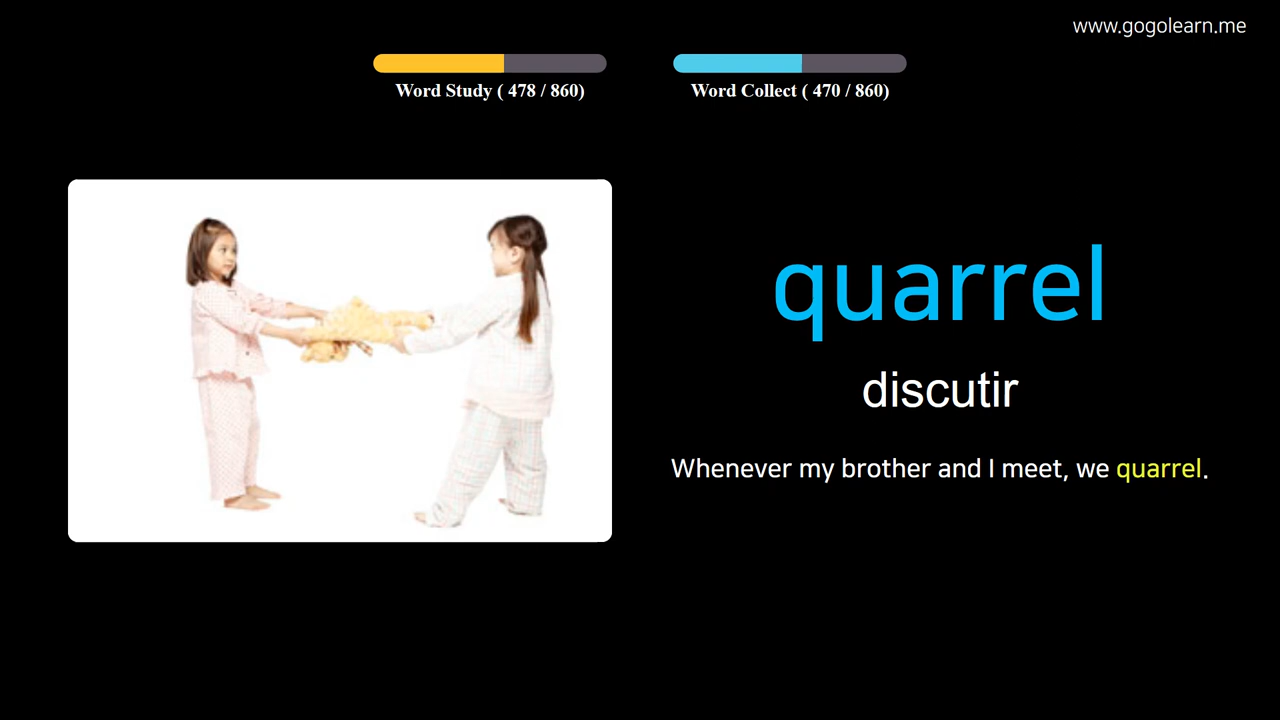 www.gogolearn.me
Word Study ( 478 / 860)
Word Collect ( 470 / 860)
quarrel
discutir
Whenever my brother and I meet, we quarrel.